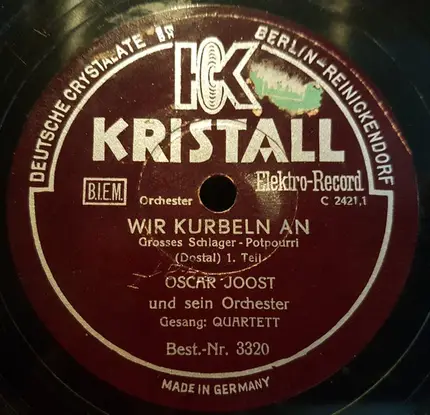 DEUTSCHE CRYSTALATE
BERLIN-REINICKENDORF
K
KRISTALL
B.I.E.M.
Orchester
Elektro-Record
C 2421,1
WIR KURBELN AN
Grosses Schlager-Potpourri
(Dostal) 1. Teil
OSCAR JOOST
und sein Orchester
Gesang: QUARTETT
Best.-Nr. 3320
MADE IN GERMANY